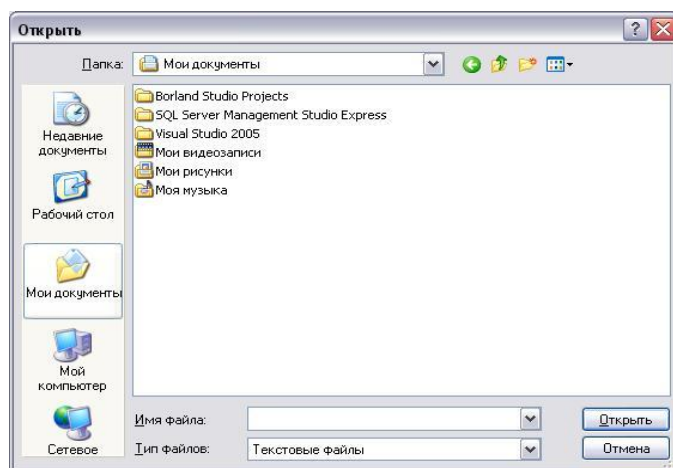 Открыть
Папка:
Мои документы
Недавние
документы
Рабочий стол
Мои документы
Мой
компьютер
Сетевое
Borland Studio Projects
SQL Server Management Studio Express
Visual Studio 2005
Мои видеозаписи
Мои рисунки
Моя музыка
Имя файла:
Открыть
Тип файлов:
Текстовые файлы
Отмена